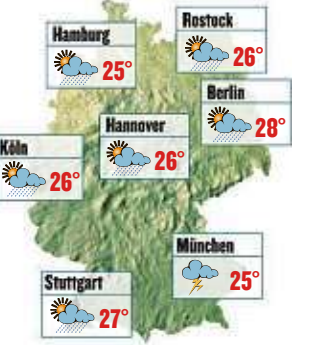 Rostock
26°
Hamburg
25°
Berlin
28°
Hannover
26°
Köln
26°
München
25°
Stuttgart
27°